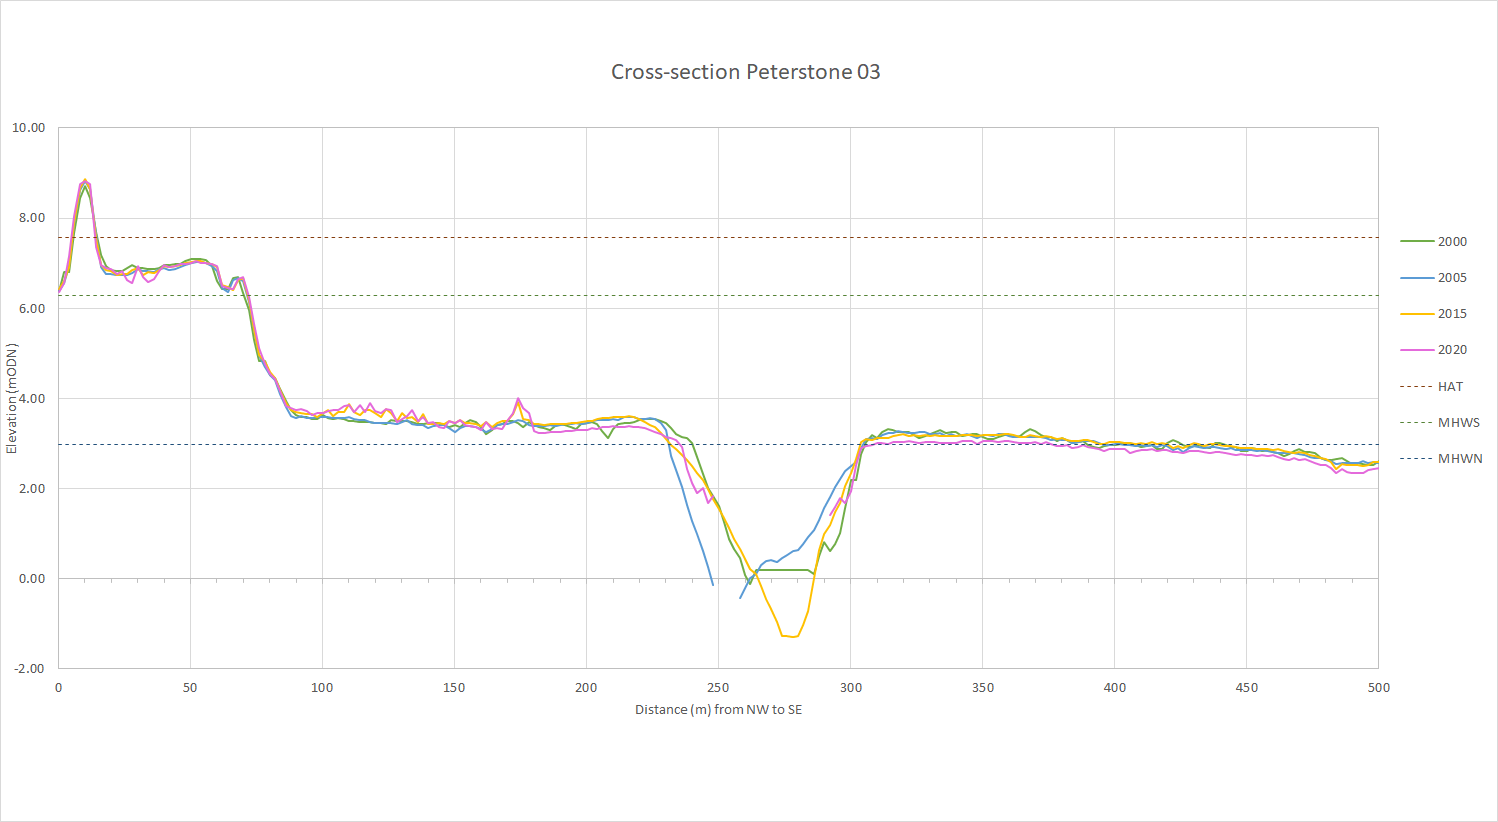 Cross-section Peterstone 03
10.00
8.00
6.00
4.00
2.00
0.00
-2.00
Elevation (mODN)
0 50 100 150 200 250 300 350 400 450 500
Distance (m) from NW to SE
2000
2005
2015
2020
HAT
MHWS
MHWN